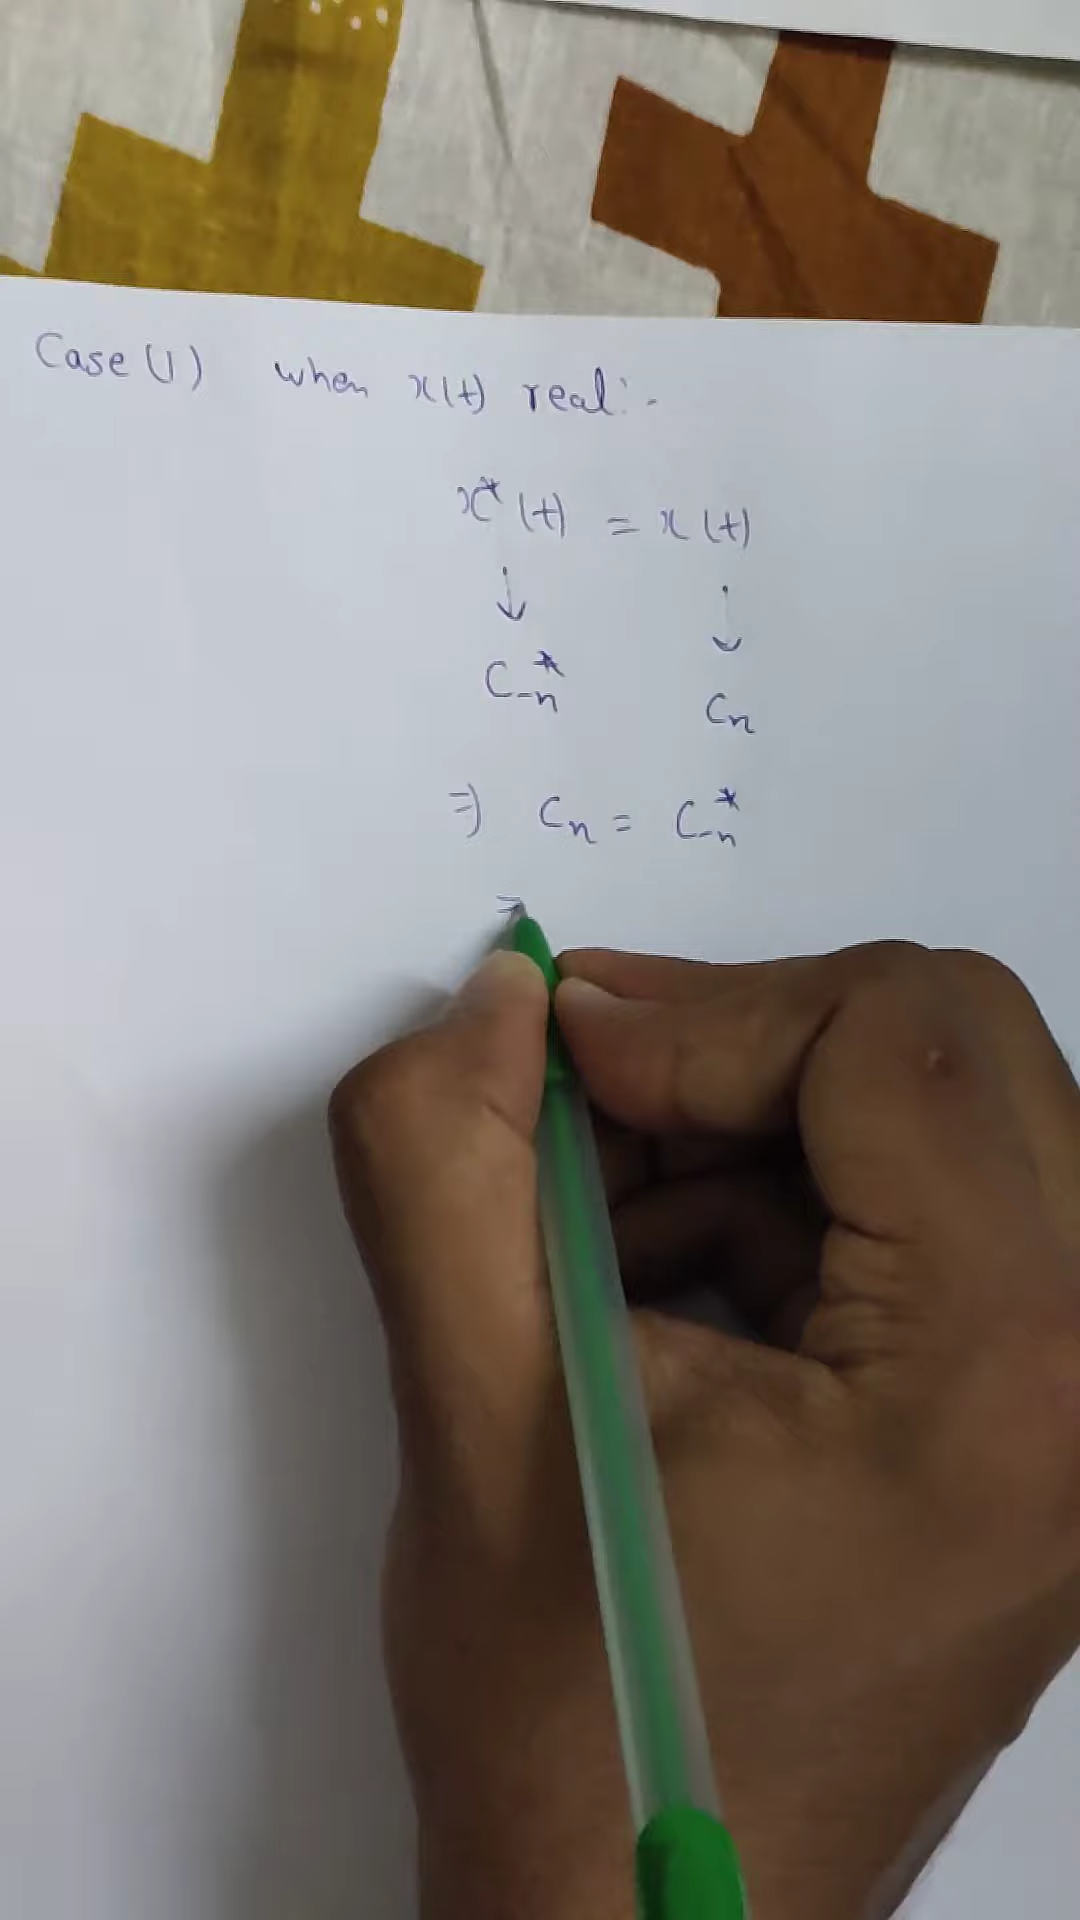 Case (1) when x(t) real :-
x*(t) = x(t)
↓ ↓
C-n* Cn
⇒ Cn = C-n*
=